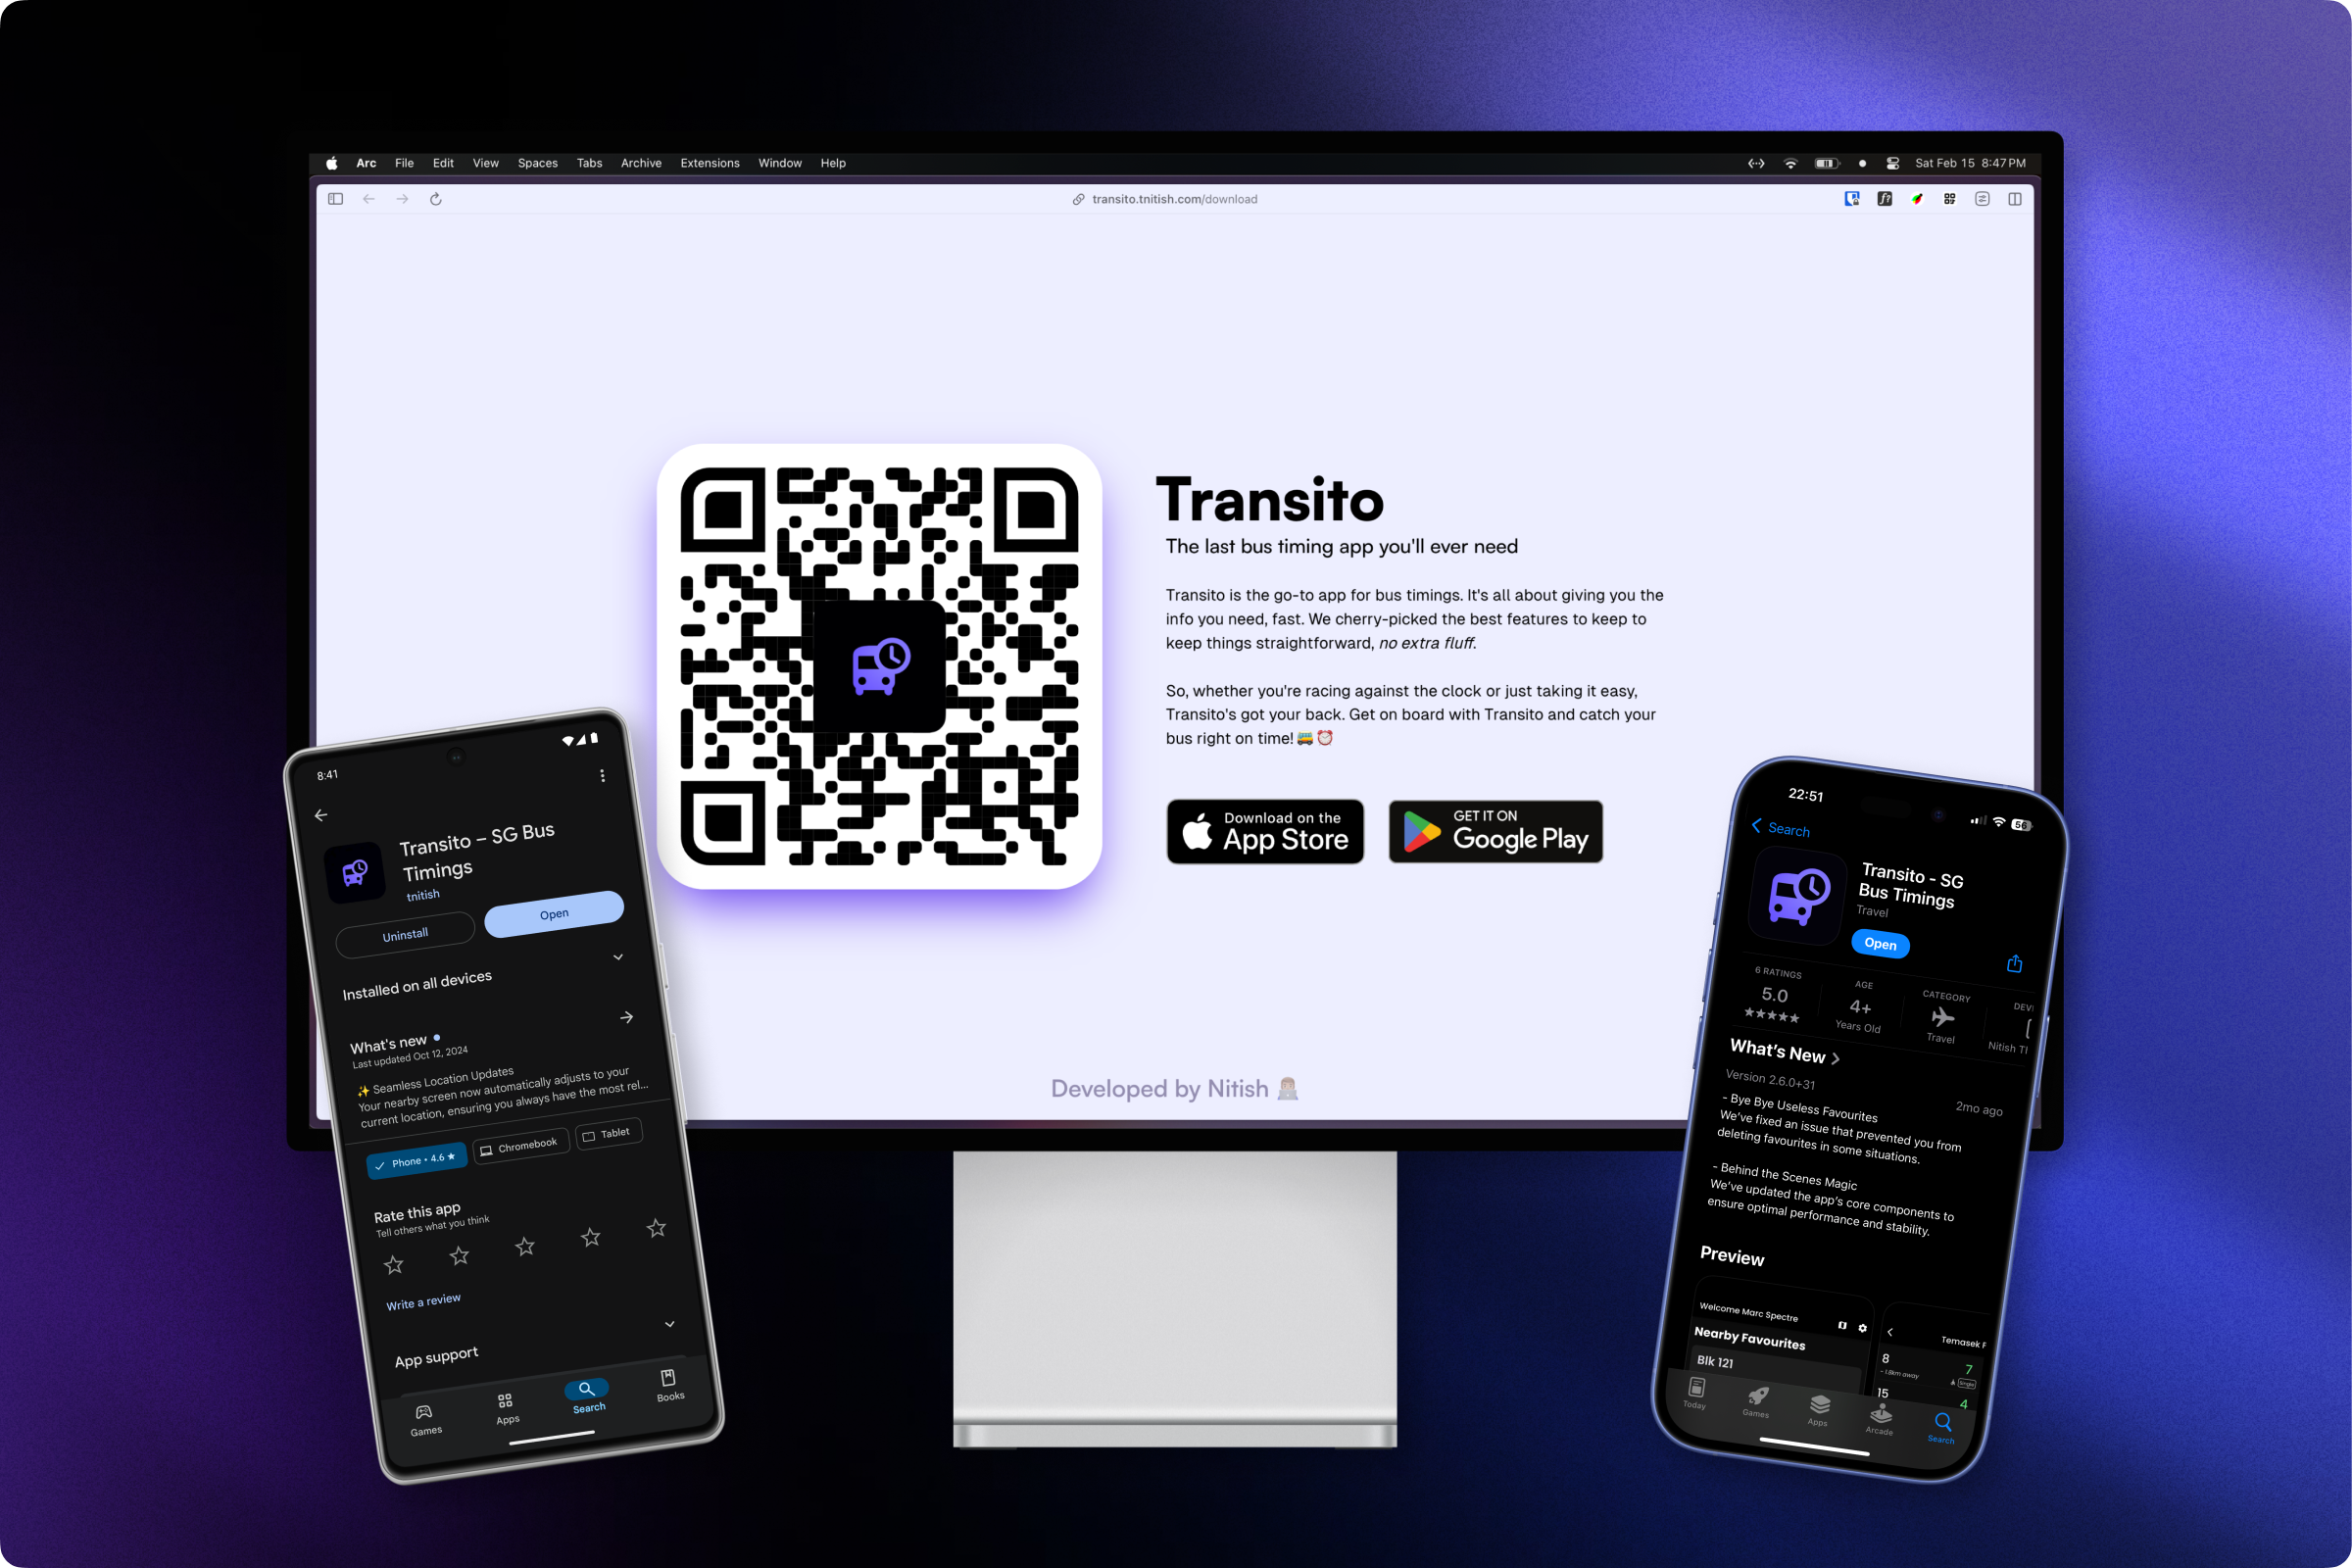 Arc File Edit View Spaces Tabs Archive Extensions Window Help
Sat Feb 15 8:47 PM
transito.tnitish.com/download
Transito
The last bus timing app you'll ever need
Transito is the go-to app for bus timings. It's all about giving you the
info you need, fast. We cherry-picked the best features to keep to
keep things straightforward, no extra fluff.
So, whether you're racing against the clock or just taking it easy,
Transito's got your back. Get on board with Transito and catch your
bus right on time! 🚌⏰
Download on the
App Store
GET IT ON
Google Play
Developed by Nitish 👨🏼‍💻
8:41
Transito – SG Bus
Timings
tnitish
Uninstall
Open
Installed on all devices
What's new
Last updated Oct 12, 2024
✨ Seamless Location Updates
Your nearby screen now automatically adjusts to your
current location, ensuring you always have the most rel...
Phone • 4.6 ★
Chromebook
Tablet
Rate this app
Tell others what you think
Write a review
App support
Games
Apps
Search
Books
22:51
56
Search
Transito - SG
Bus Timings
Travel
Open
6 RATINGS
5.0
★★★★★
AGE
4+
Years Old
CATEGORY
Travel
DEV
Nitish Tl
What's New
Version 2.6.0+31
2mo ago
- Bye Bye Useless Favourites
We've fixed an issue that prevented you from
deleting favourites in some situations.
- Behind the Scenes Magic
We've updated the app's core components to
ensure optimal performance and stability.
Preview
Welcome Marc Spectre
Nearby Favourites
Blk 121
Temasek
8
~ 1.8km away
7
Single
15
4
Today
Games
Apps
Arcade
Search